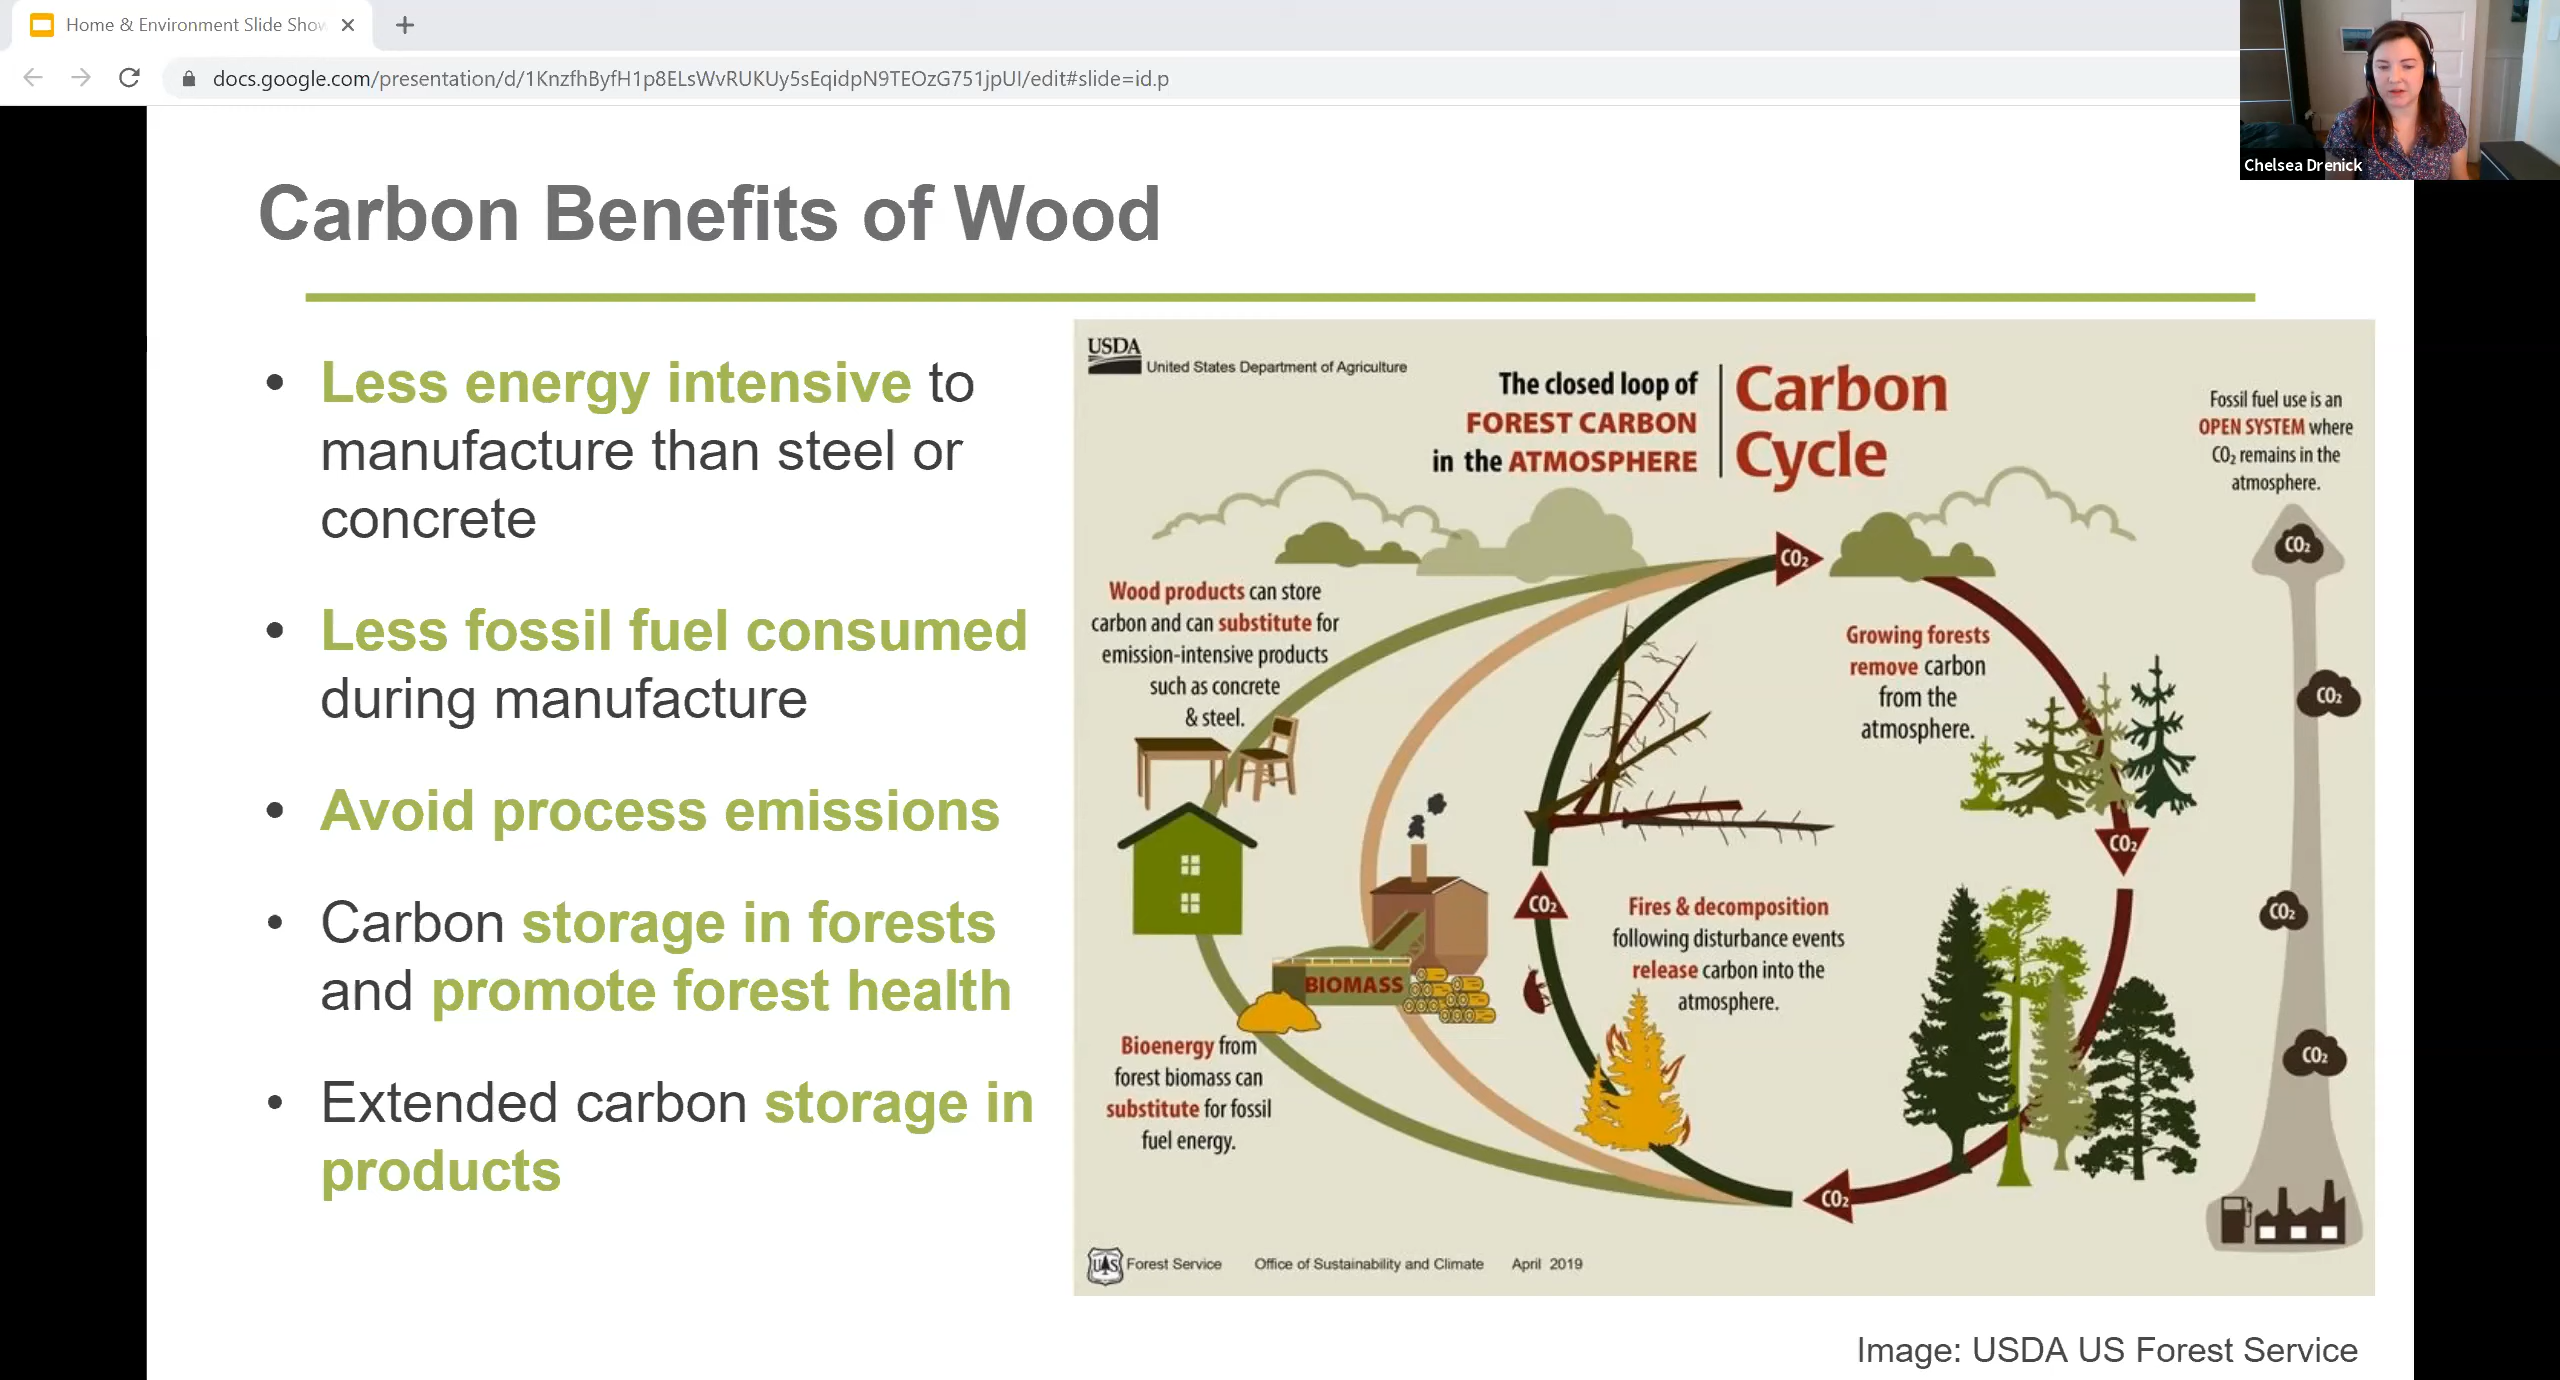 Home & Environment Slide Show
docs.google.com/presentation/d/1KnzfhByfH1p8ELsWvRUKUy5sEqidpN9TEOzG751jpUI/edit#slide=id.p
Chelsea Drenick
Carbon Benefits of Wood
• Less energy intensive to
manufacture than steel or
concrete
• Less fossil fuel consumed
during manufacture
• Avoid process emissions
• Carbon storage in forests
and promote forest health
• Extended carbon storage in
products
USDA
United States Department of Agriculture
The closed loop of
FOREST CARBON
in the ATMOSPHERE
Carbon
Cycle
Fossil fuel use is an
OPEN SYSTEM where
CO₂ remains in the
atmosphere.
CO₂
CO₂
CO₂
CO₂
CO₂
Wood products can store
carbon and can substitute for
emission-intensive products
such as concrete
& steel.
Growing forests
remove carbon
from the
atmosphere.
CO₂
CO₂
Fires & decomposition
following disturbance events
release carbon into the
atmosphere.
BIOMASS
Bioenergy from
forest biomass can
substitute for fossil
fuel energy.
CO₂
UAS
Forest Service
Office of Sustainability and Climate
April 2019
Image: USDA US Forest Service